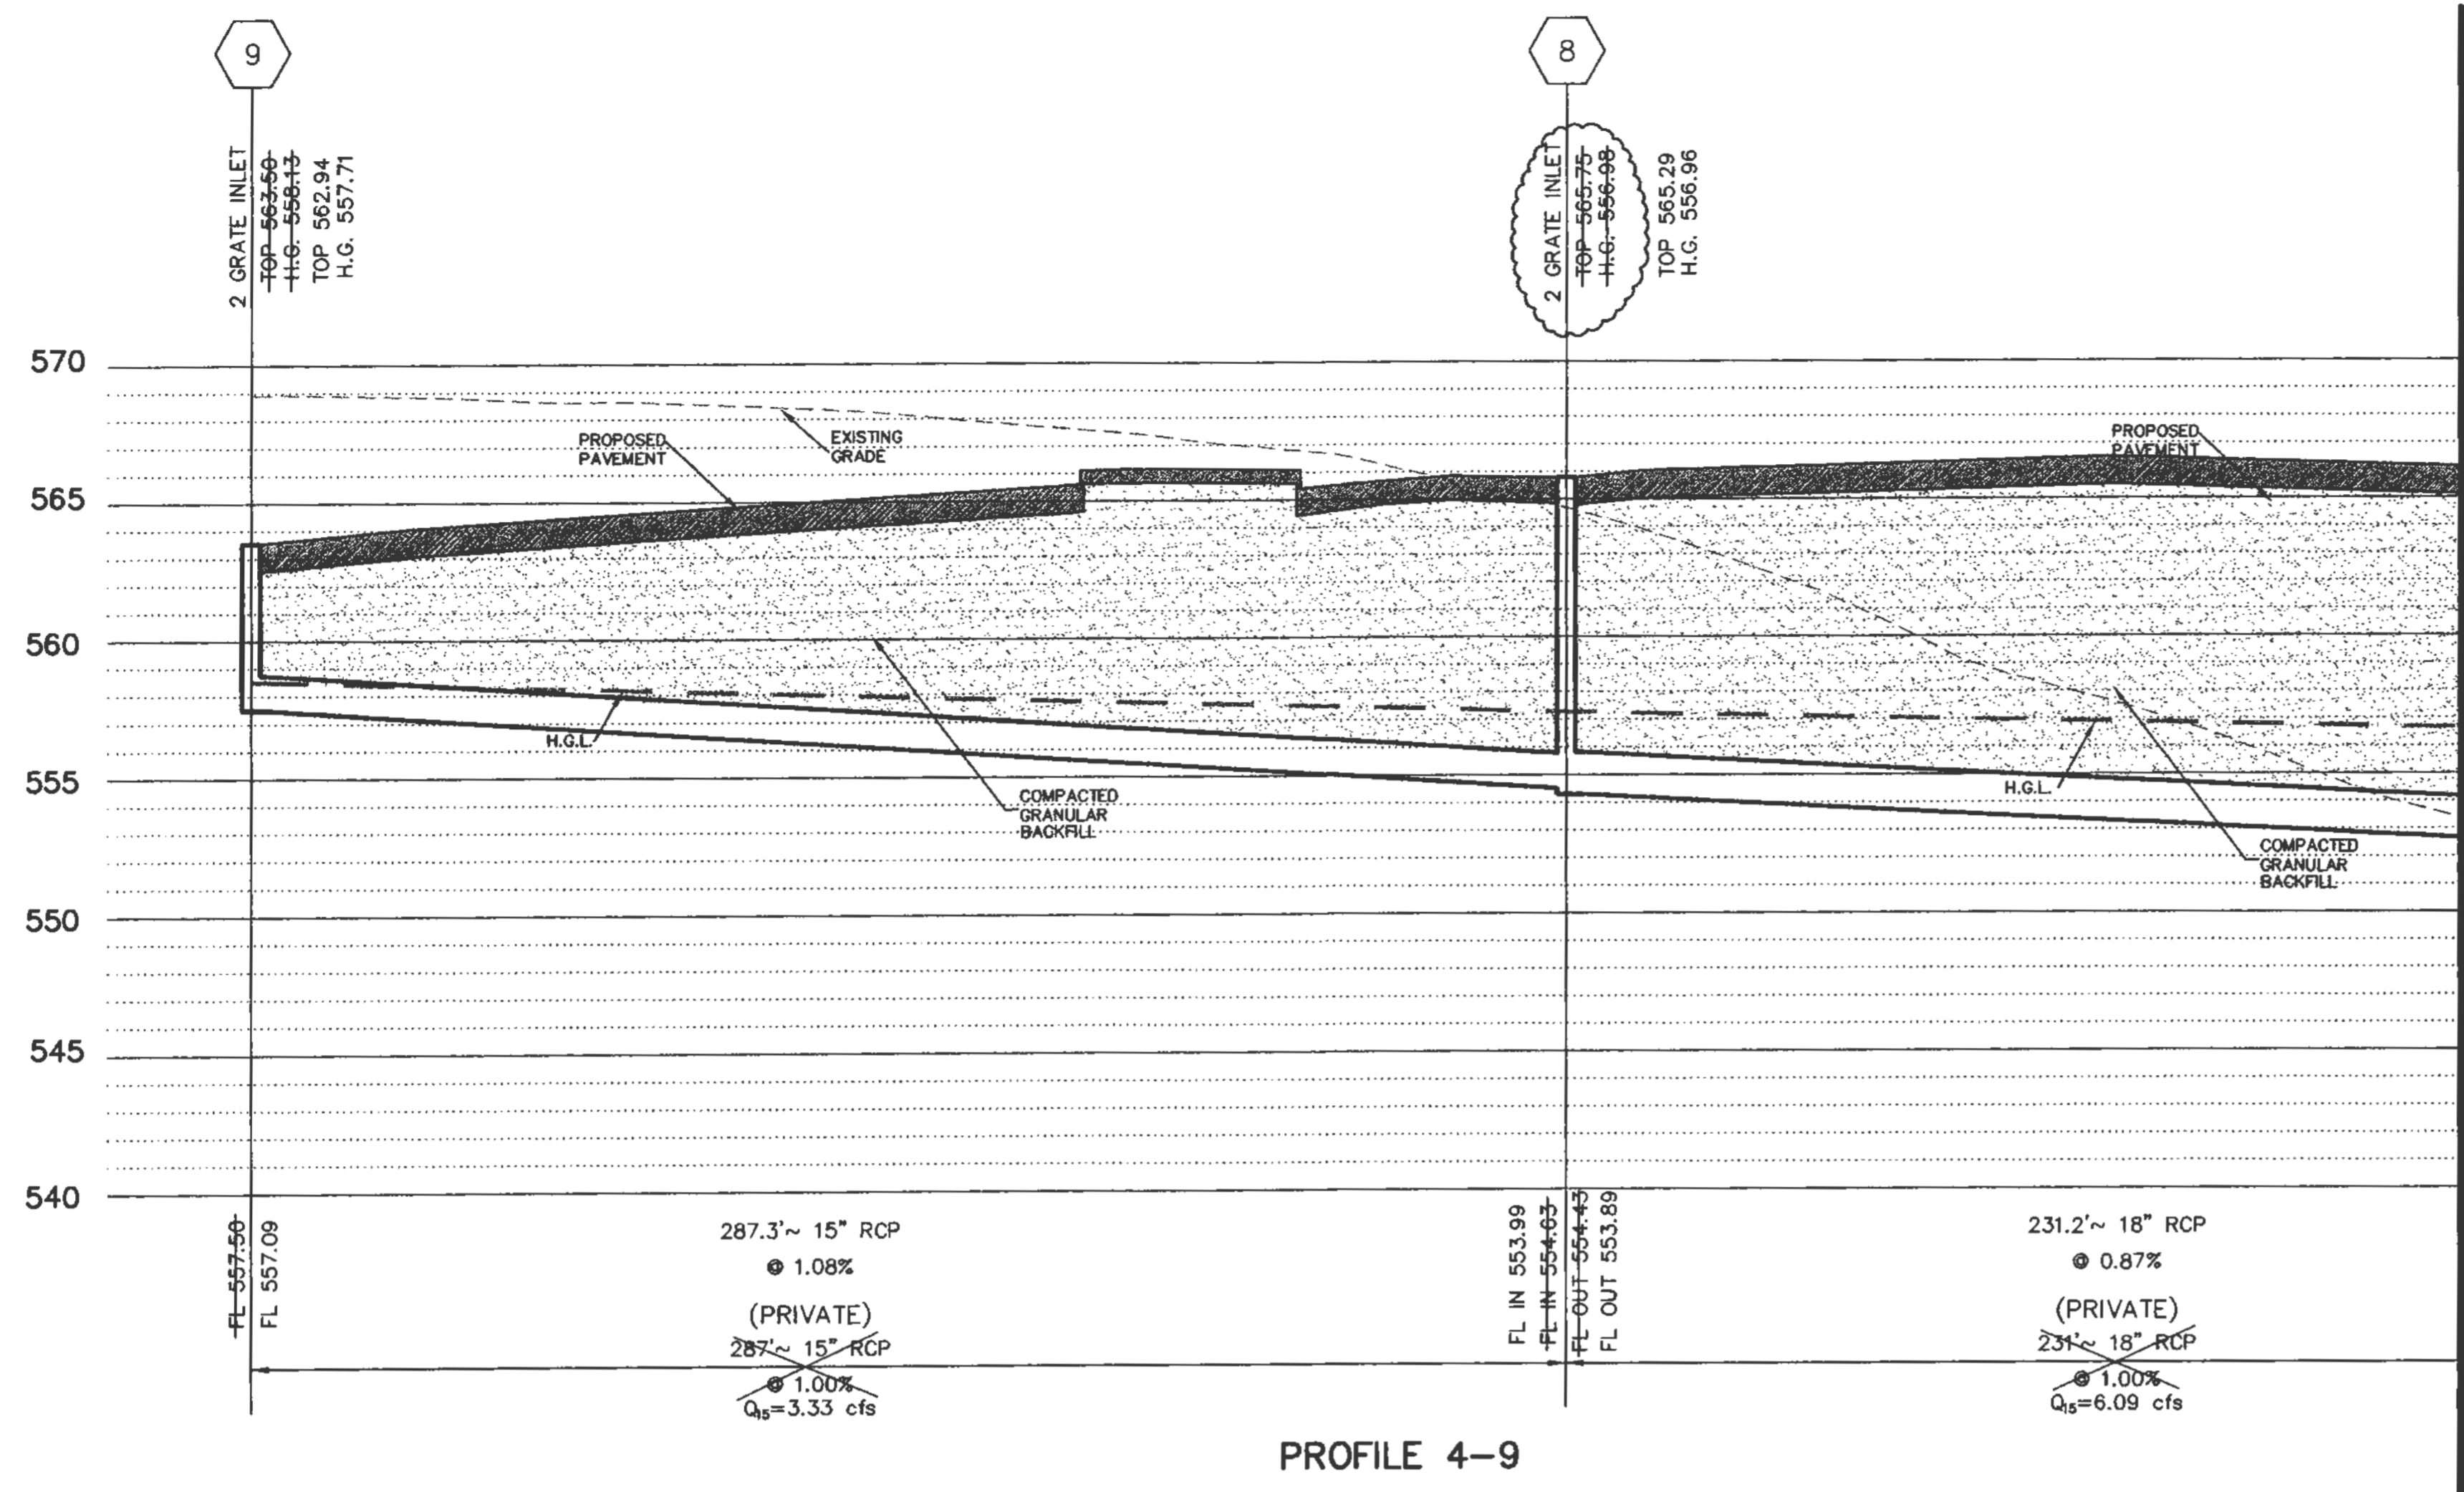 9
8
2 GRATE INLET
TOP 563.50
H.G. 558.13
TOP 562.94
H.G. 557.71
2 GRATE INLET
TOP 565.75
H.G. 556.98
TOP 565.29
H.G. 556.96
570
565
560
555
550
545
540
PROPOSED
PAVEMENT
EXISTING
GRADE
PROPOSED
PAVEMENT
H.G.L.
COMPACTED
GRANULAR
BACKFILL
H.G.L.
COMPACTED
GRANULAR
BACKFILL
FL 557.50
FL 557.09
287.3'~ 15" RCP
@ 1.08%
(PRIVATE)
287'~ 15" RCP
@ 1.00%
Q15=3.33 cfs
FL IN 553.99
FL IN 554.63
FL OUT 554.43
FL OUT 553.89
231.2'~ 18" RCP
@ 0.87%
(PRIVATE)
231'~ 18" RCP
@ 1.00%
Q15=6.09 cfs
PROFILE 4-9